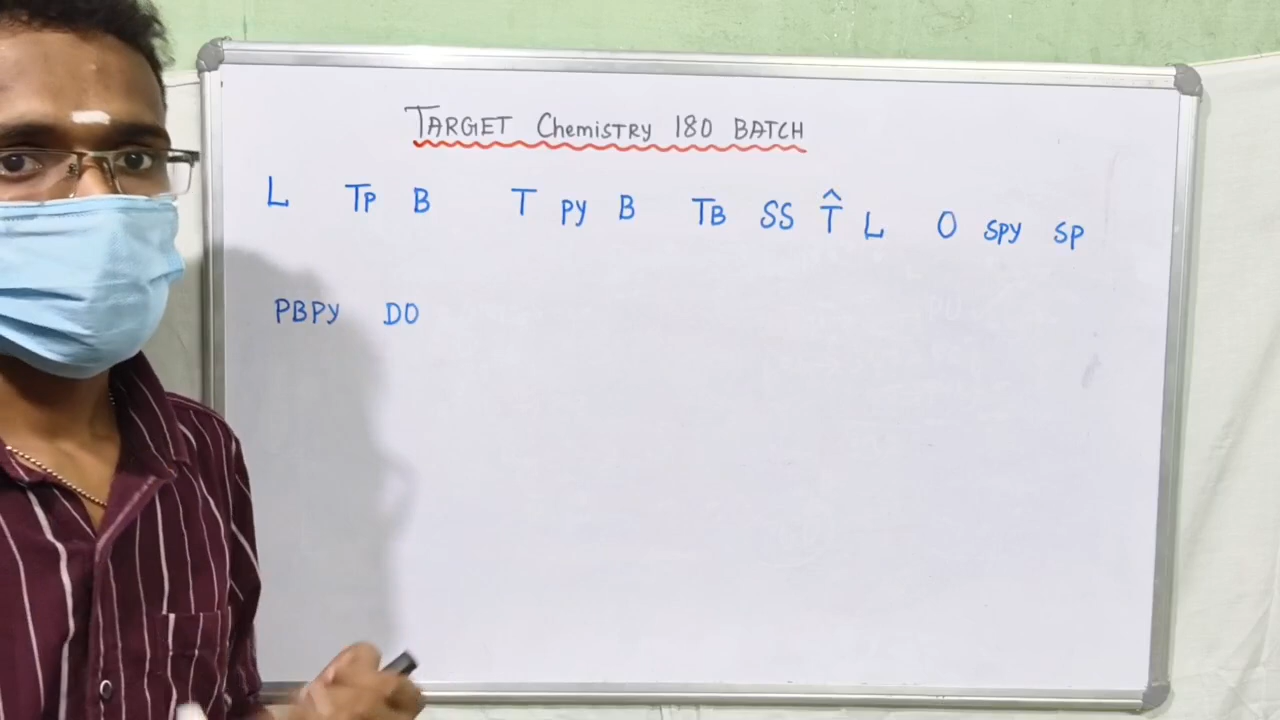 TARGET Chemistry 180 BATCH
L TP B T PY B TB SS T̂ L O SPY SP
PBPY DO